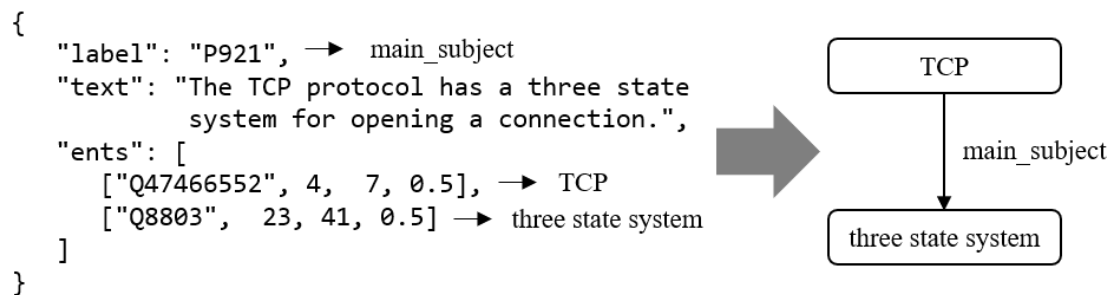 {
"label": "P921", → main_subject
"text": "The TCP protocol has a three state
system for opening a connection.",
"ents": [
["Q47466552", 4, 7, 0.5], → TCP
["Q8803", 23, 41, 0.5] → three state system
]
}
TCP
main_subject
three state system